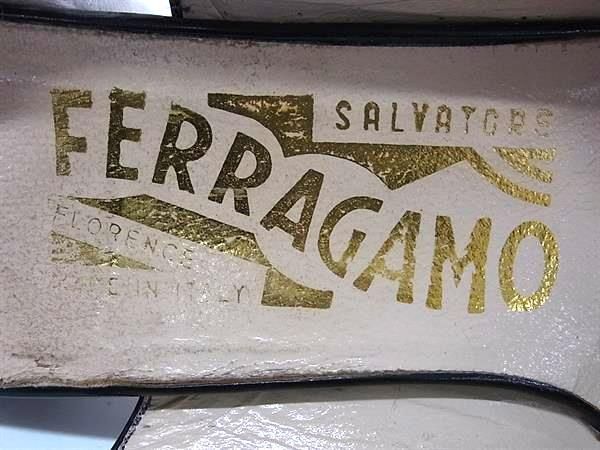 SALVATORE
FERRAGAMO
FLORENCE
MADE IN ITALY